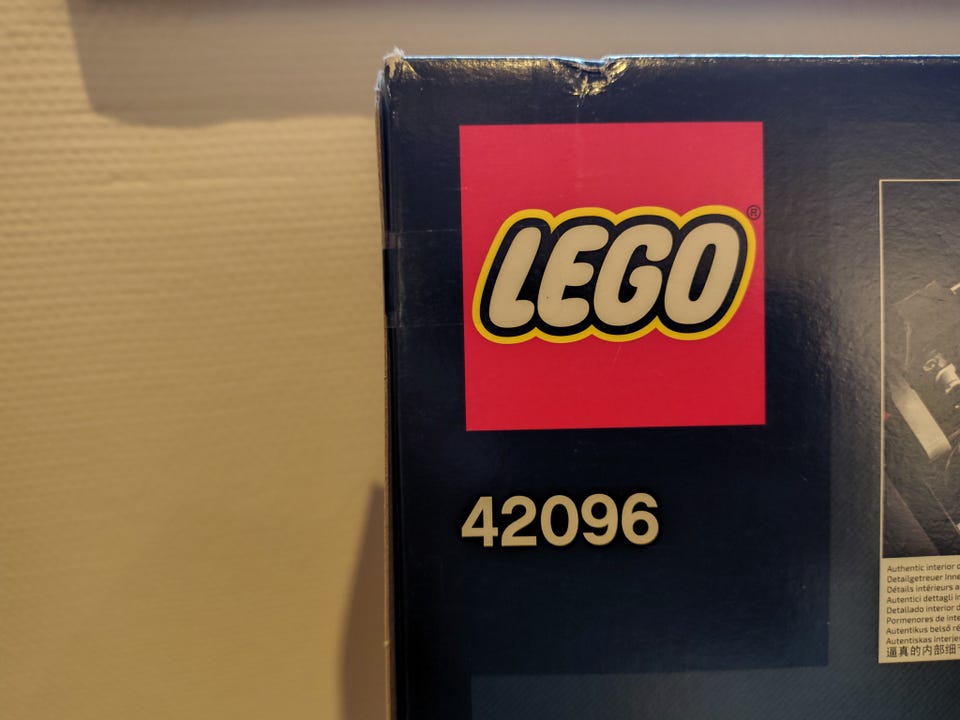 LEGO®
42096
Authentic interior
Detailgetreuer
Détails intérieurs
Autentici dettagli
Detallado interior
Pormenores de
Autentikus belső
Autentiskas
逼真的内部细